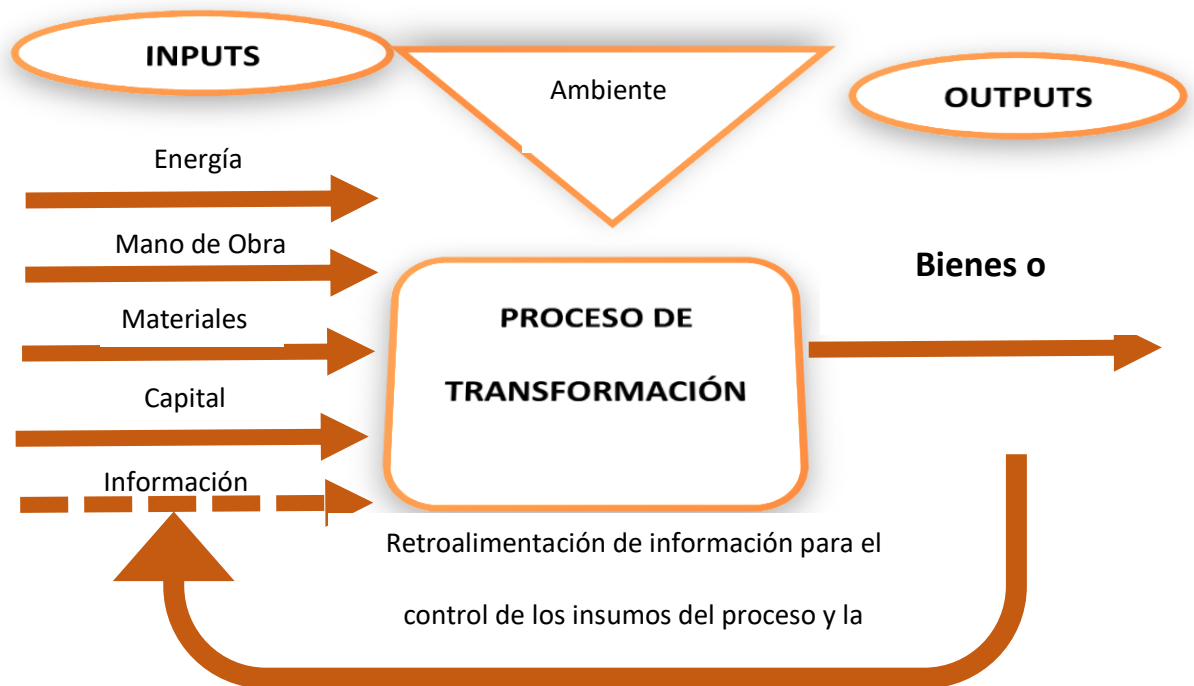 INPUTS
Ambiente
OUTPUTS
Energía
Mano de Obra
Materiales
Capital
Información
PROCESO DE
TRANSFORMACIÓN
Bienes o
Retroalimentación de información para el
control de los insumos del proceso y la